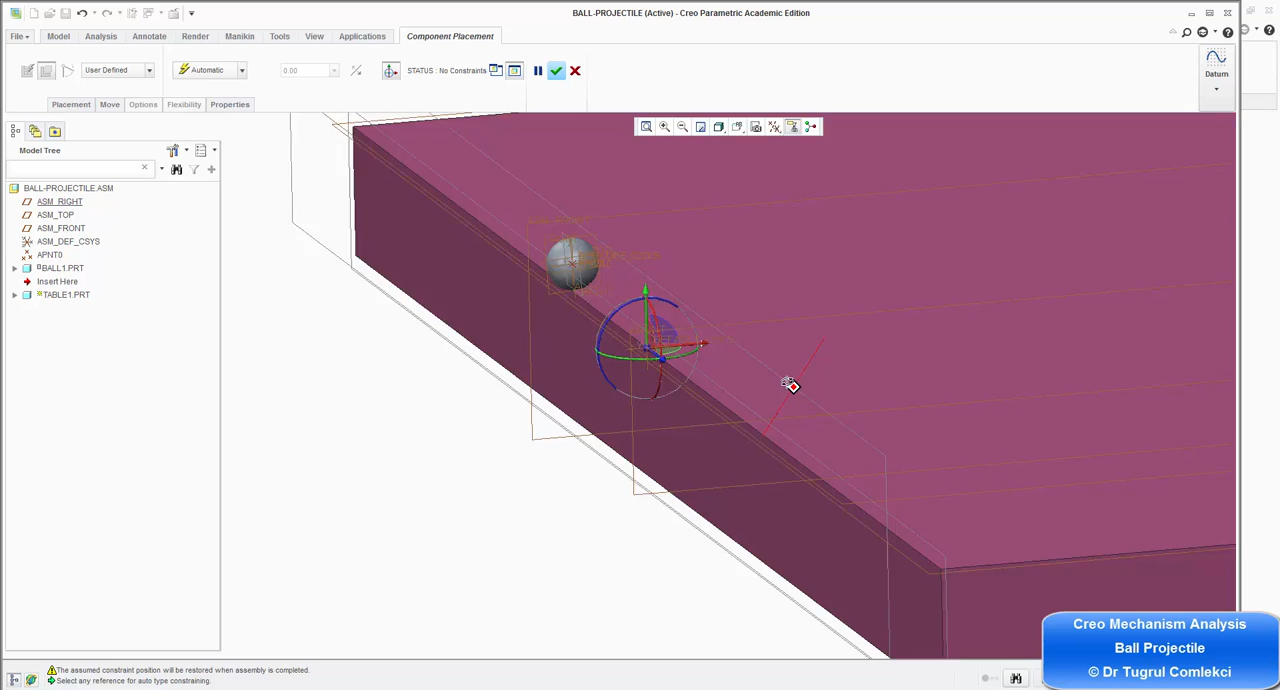 BALL-PROJECTILE (Active) - Creo Parametric Academic Edition
File
Model
Analysis
Annotate
Render
Manikin
Tools
View
Applications
Component Placement
User Defined
Automatic
0.00
STATUS : No Constraints
Datum
Placement
Move
Options
Flexibility
Properties
Model Tree
BALL-PROJECTILE.ASM
ASM_RIGHT
ASM_TOP
ASM_FRONT
ASM_DEF_CSYS
APNT0
BALL1.PRT
Insert Here
TABLE1.PRT
The assumed constraint position will be restored when assembly is completed.
Select any reference for auto type constraining.
Creo Mechanism Analysis
Ball Projectile
© Dr Tugrul Comlekci